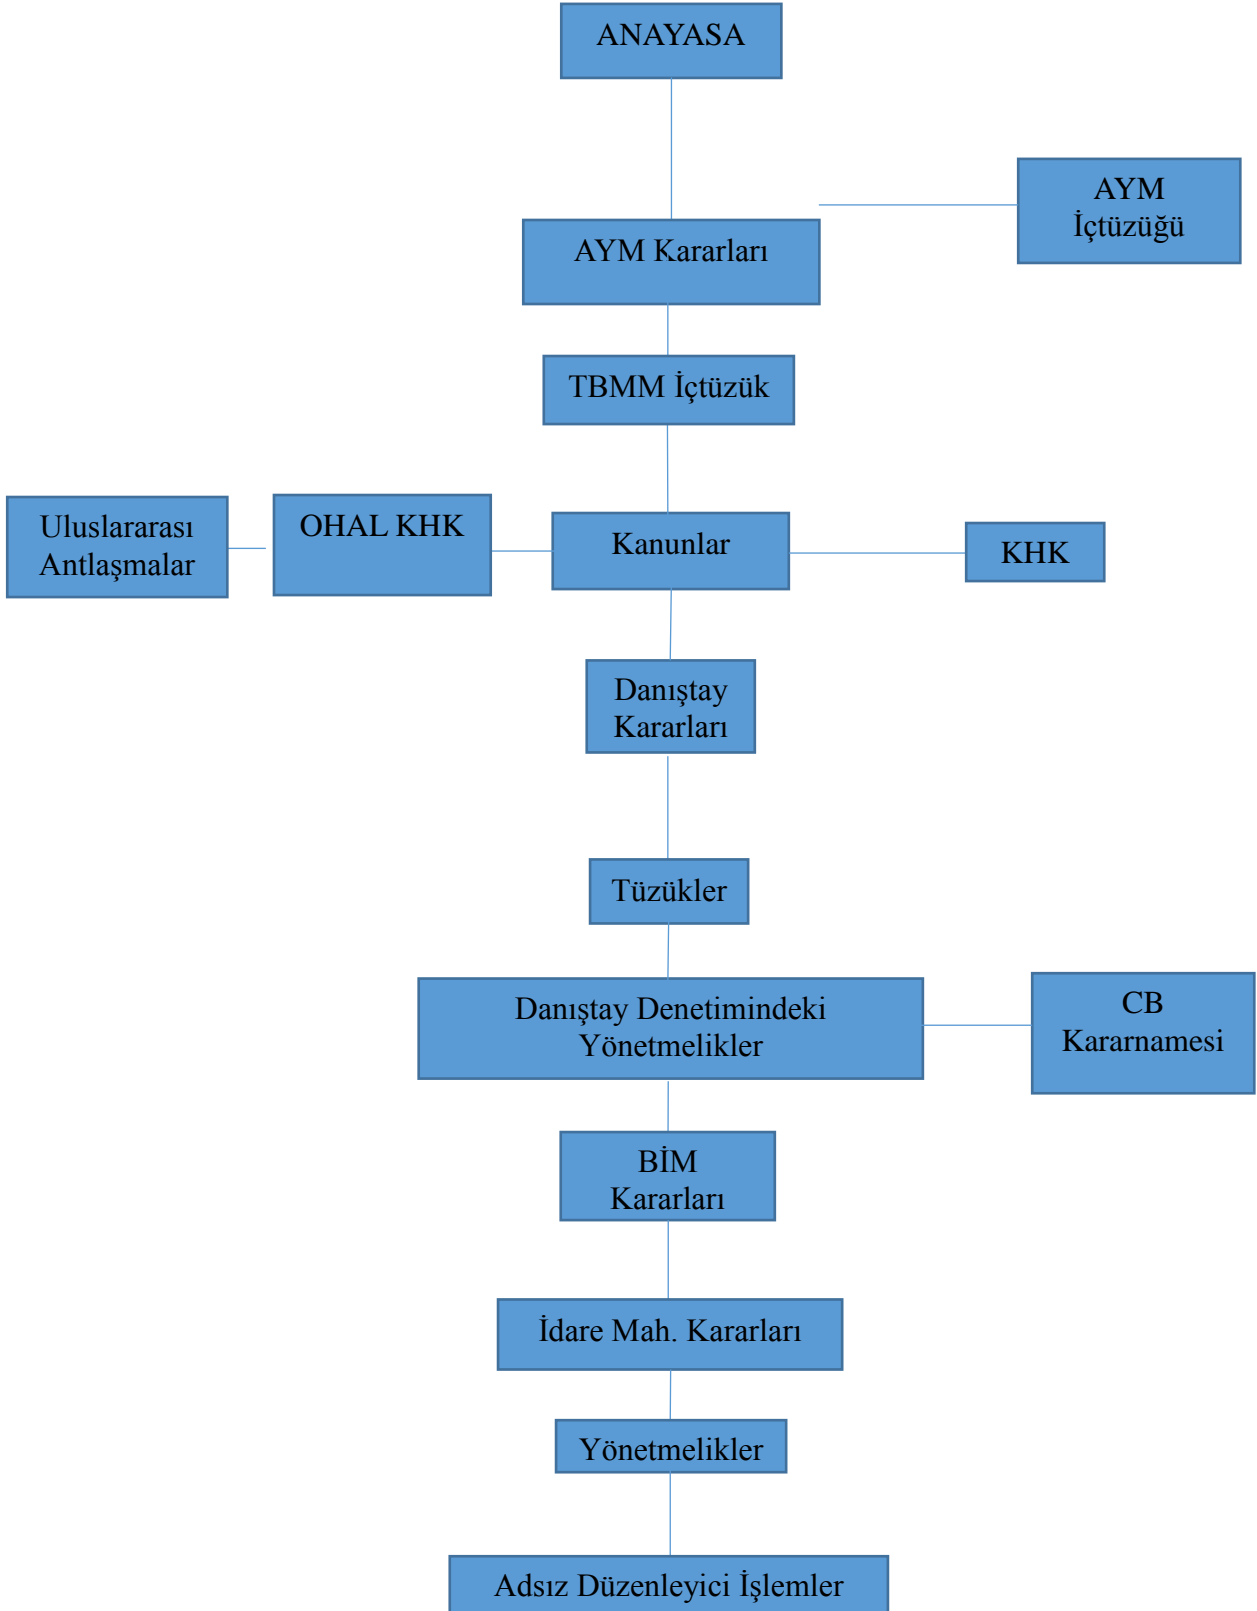 ANAYASA
AYM
İçtüzüğü
AYM Kararları
TBMM İçtüzük
Uluslararası
Antlaşmalar
OHAL KHK
Kanunlar
KHK
Danıştay
Kararları
Tüzükler
Danıştay Denetimindeki
Yönetmelikler
CB
Kararnamesi
BİM
Kararları
İdare Mah. Kararları
Yönetmelikler
Adsız Düzenleyici İşlemler